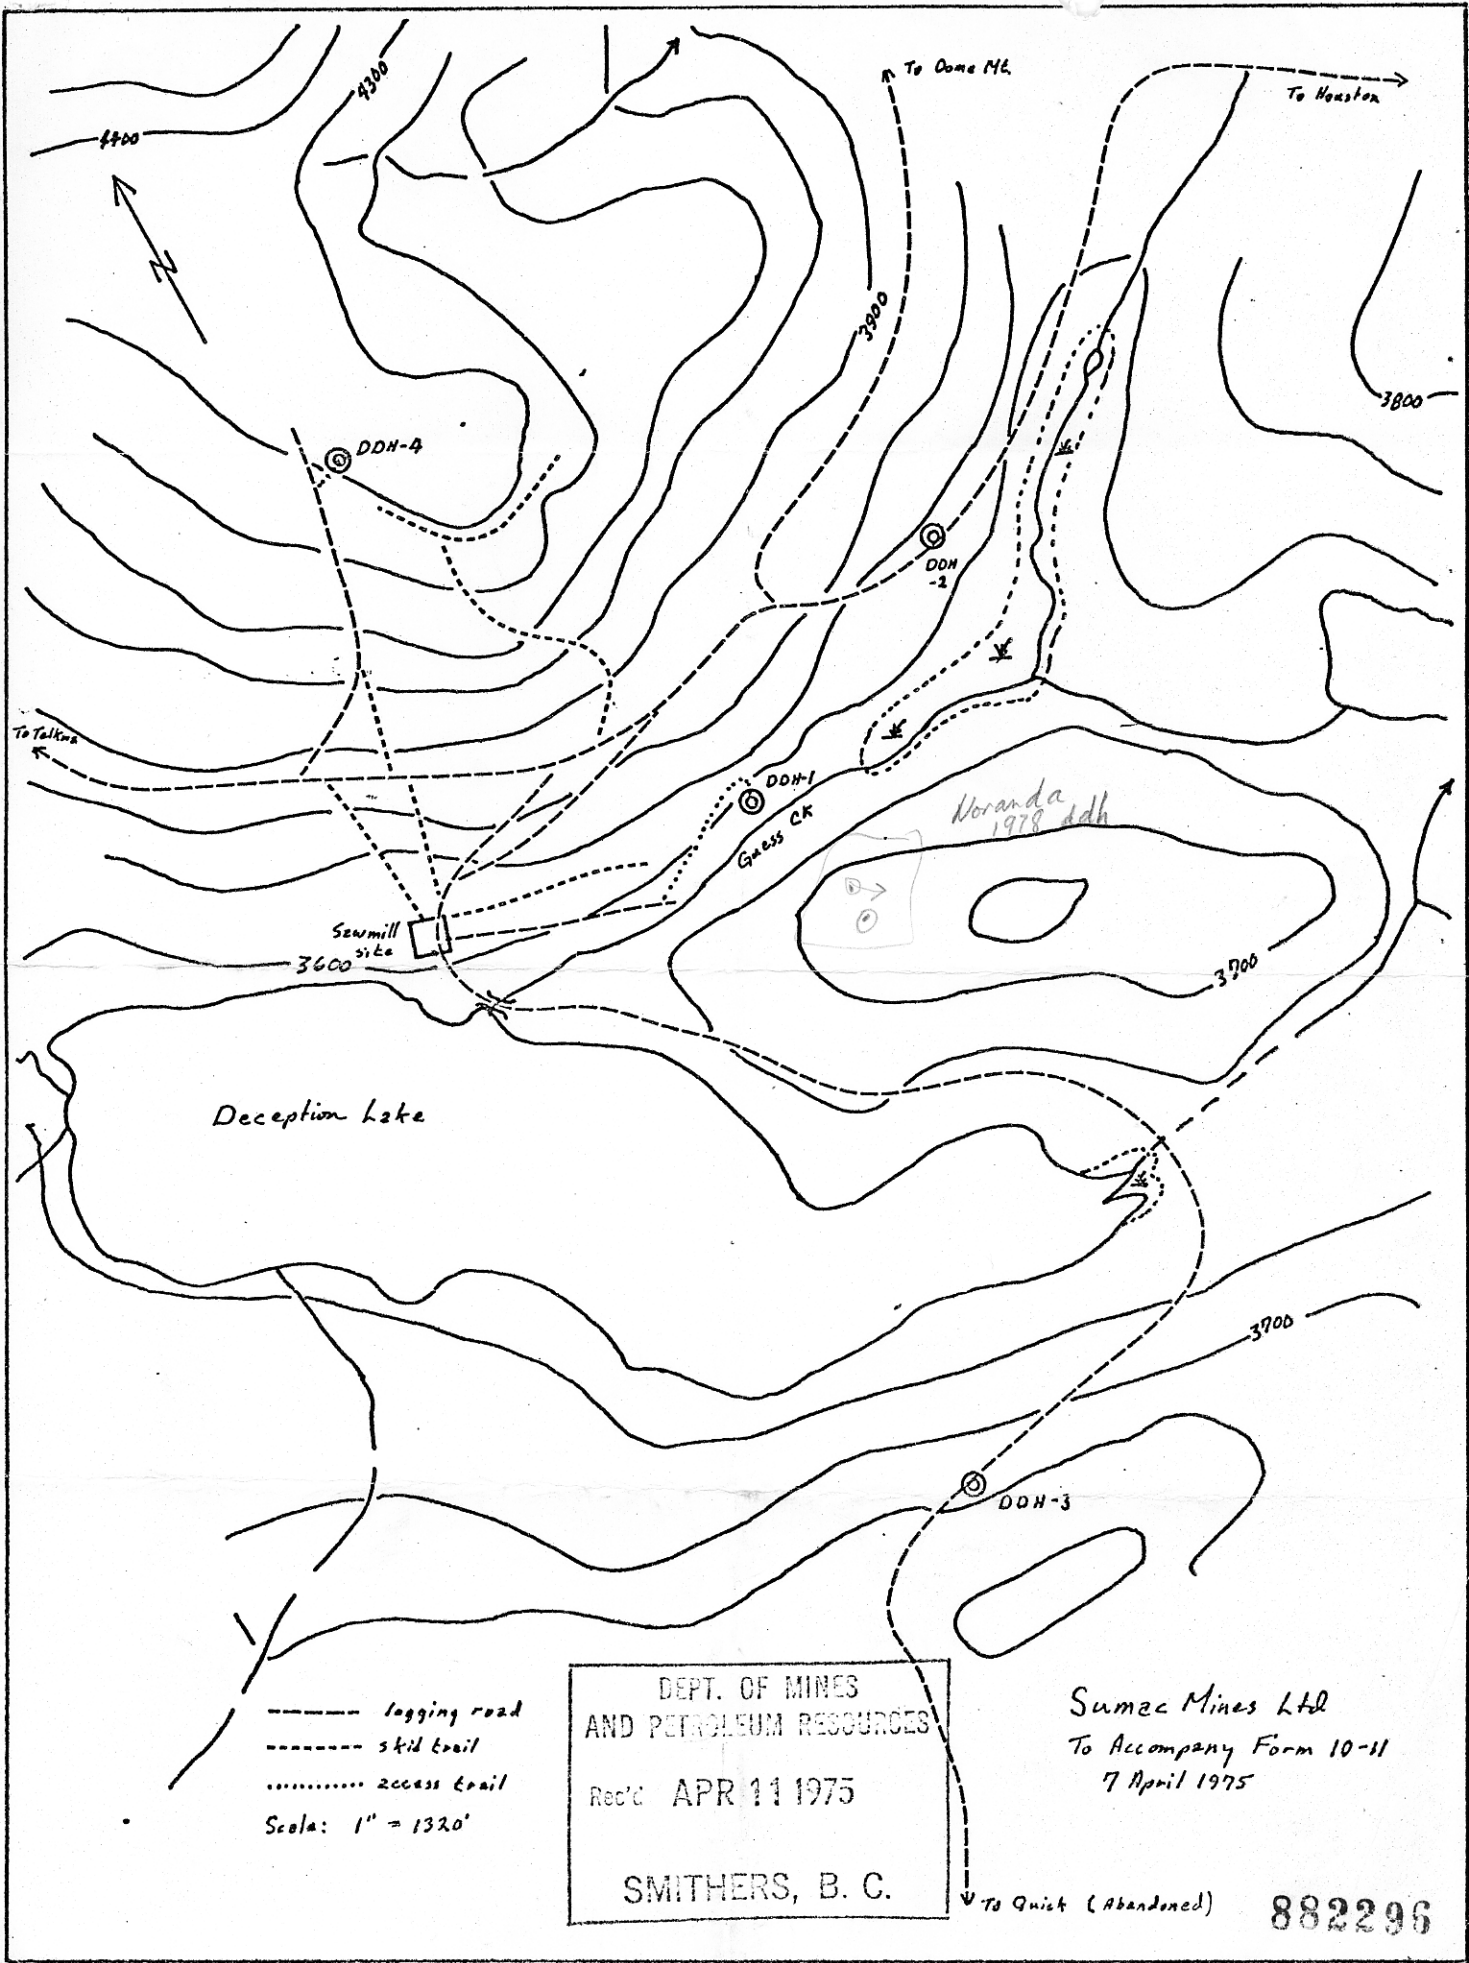 To Dome Mt.
To Houston
4300
4400
N
3900
3800
DDH-4
DDH
-2
To Telkwa
DDH-1
Guess CK
Noranda
1978 ddh
Sawmill
site
3600
3700
Deception Lake
3700
DDH-3
logging road
skid trail
access trail
Scale: 1" = 1320'
DEPT. OF MINES
AND PETROLEUM RESOURCES
Rec'd APR 11 1975
SMITHERS, B. C.
Sumac Mines Ltd
To Accompany Form 10-11
7 April 1975
To Quick (Abandoned)
882296